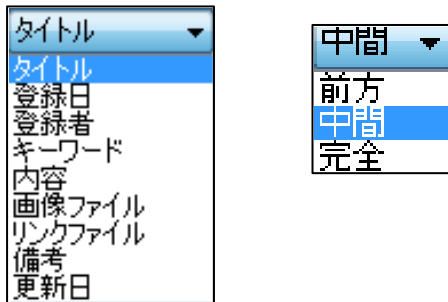 タイトル
タイトル
登録日
登録者
キーワード
内容
画像ファイル
リンクファイル
備考
更新日
中間
前方
中間
完全